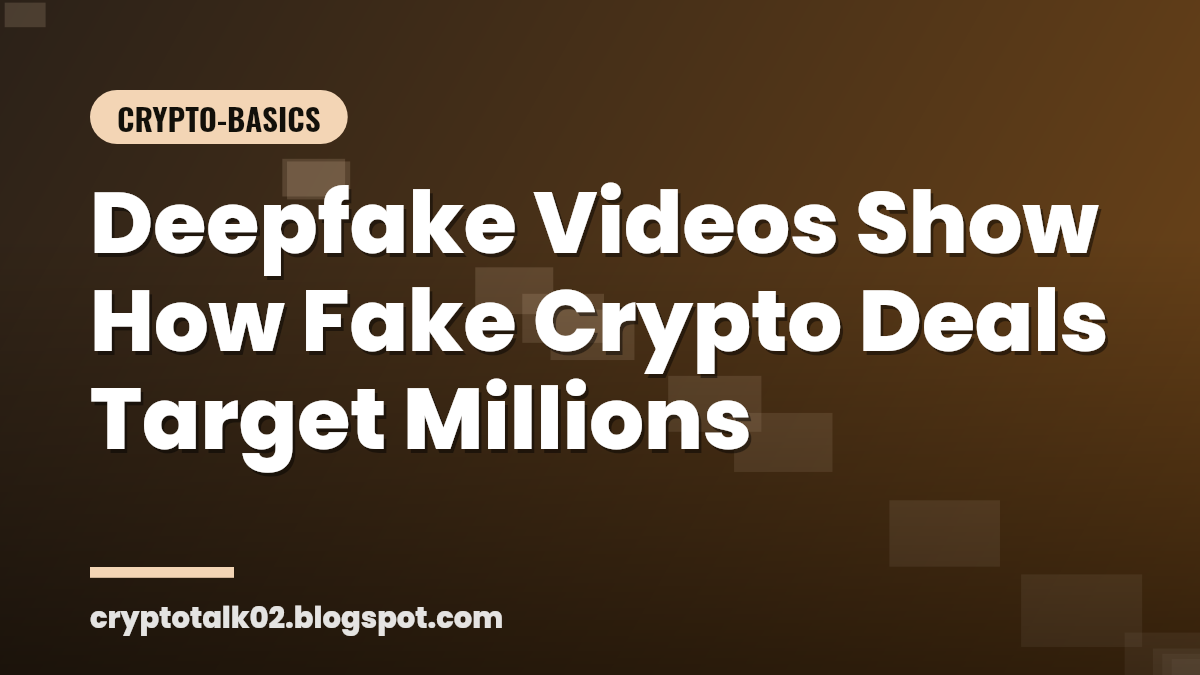 CRYPTO-BASICS
Deepfake Videos Show
How Fake Crypto Deals
Target Millions
cryptotalk02.blogspot.com